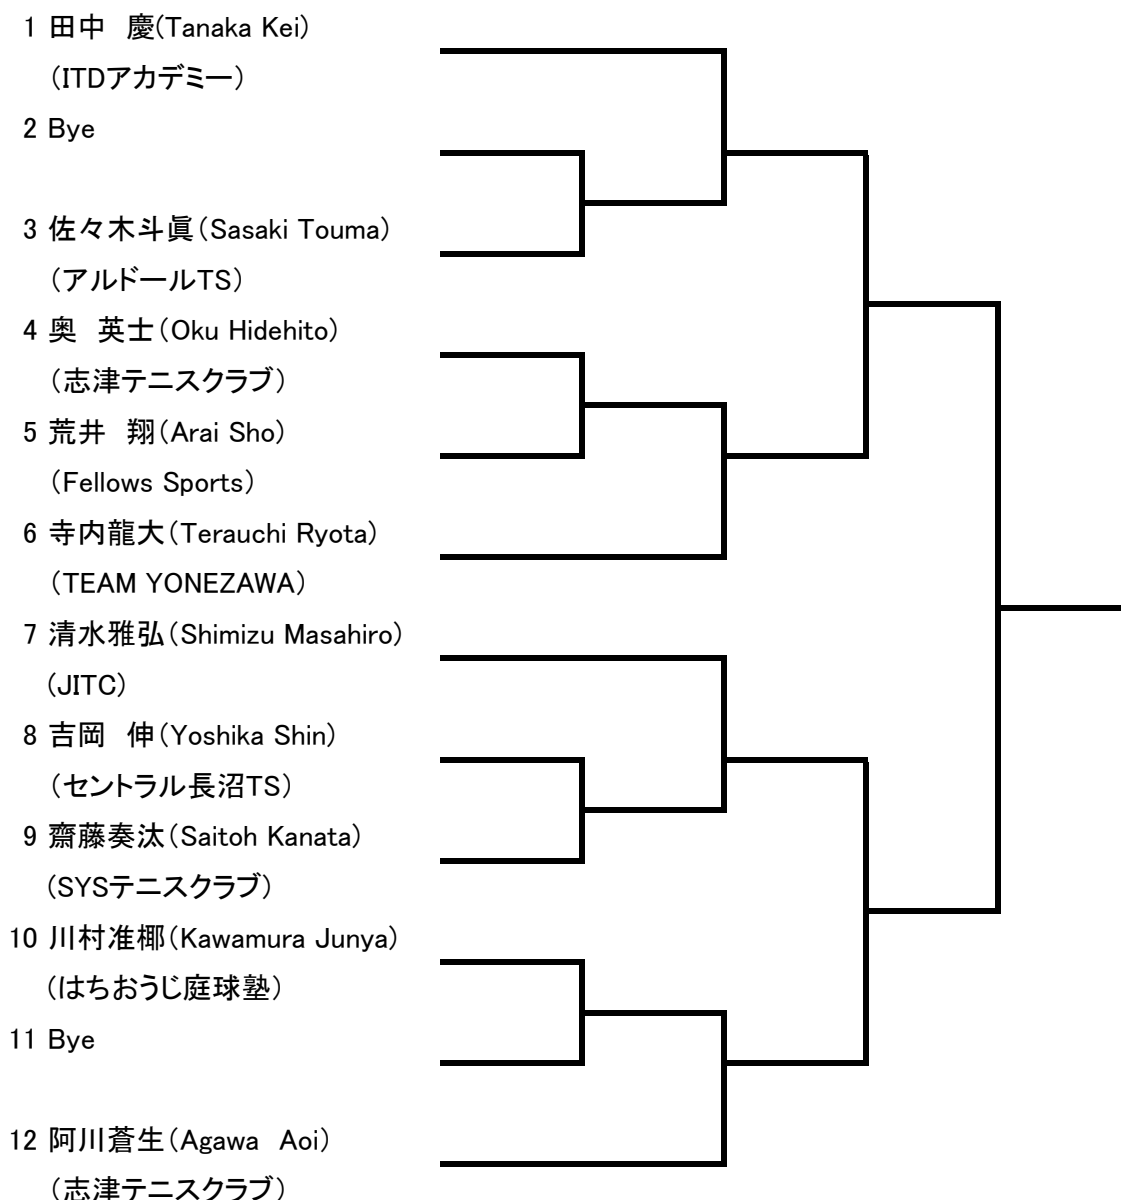 1 田中　慶(Tanaka Kei)
(ITDアカデミー)
2 Bye
3 佐々木斗眞(Sasaki Touma)
(アルドールTS)
4 奥　英士(Oku Hidehito)
(志津テニスクラブ)
5 荒井　翔(Arai Sho)
(Fellows Sports)
6 寺内龍大(Terauchi Ryota)
(TEAM YONEZAWA)
7 清水雅弘(Shimizu Masahiro)
(JITC)
8 吉岡　伸(Yoshika Shin)
(セントラル長沼TS)
9 齋藤奏汰(Saitoh Kanata)
(SYSテニスクラブ)
10 川村准椰(Kawamura Junya)
(はちおうじ庭球塾)
11 Bye
12 阿川蒼生(Agawa　Aoi)
(志津テニスクラブ)